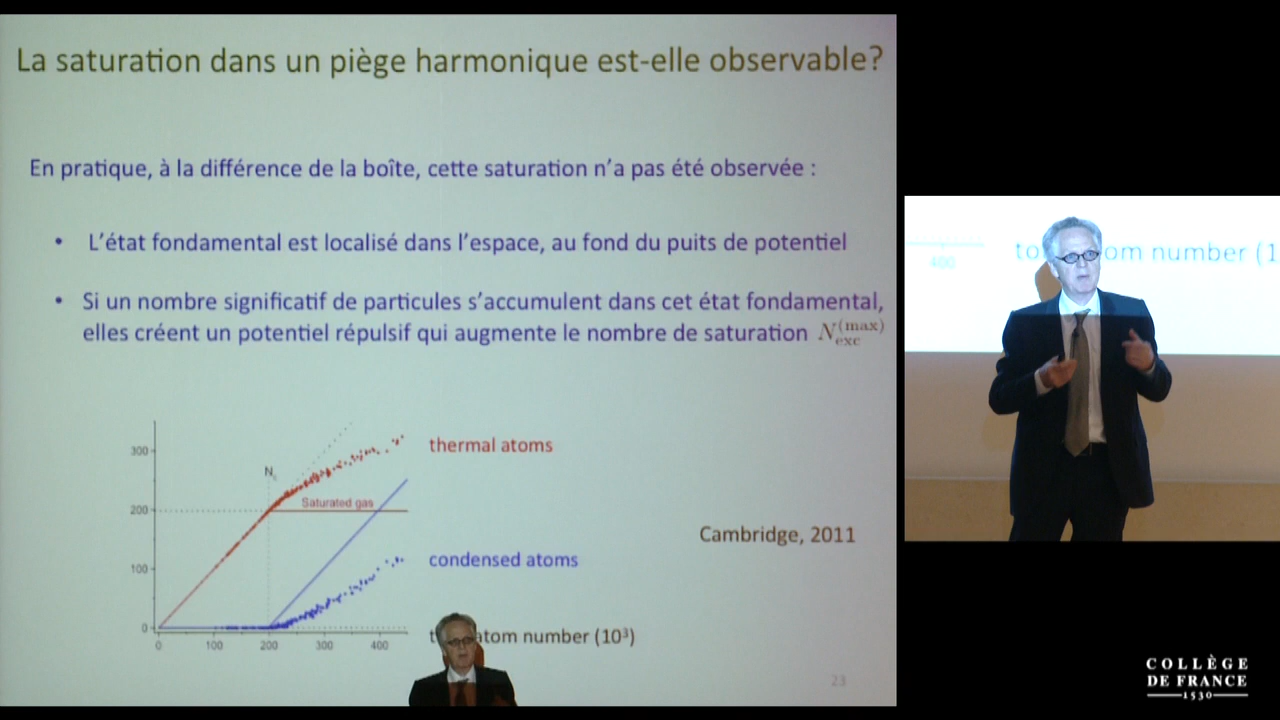 La saturation dans un piège harmonique est-elle observable?
En pratique, à la différence de la boîte, cette saturation n'a pas été observée :
• L'état fondamental est localisé dans l'espace, au fond du puits de potentiel
• Si un nombre significatif de particules s'accumulent dans cet état fondamental,
elles créent un potentiel répulsif qui augmente le nombre de saturation N_exc^(max)
300
thermal atoms
N_c
Saturated gas
200
Cambridge, 2011
condensed atoms
100
0
0 100 200 300 400
atom number (10³)
23
400
om number (1
COLLÈGE
DE FRANCE
1530